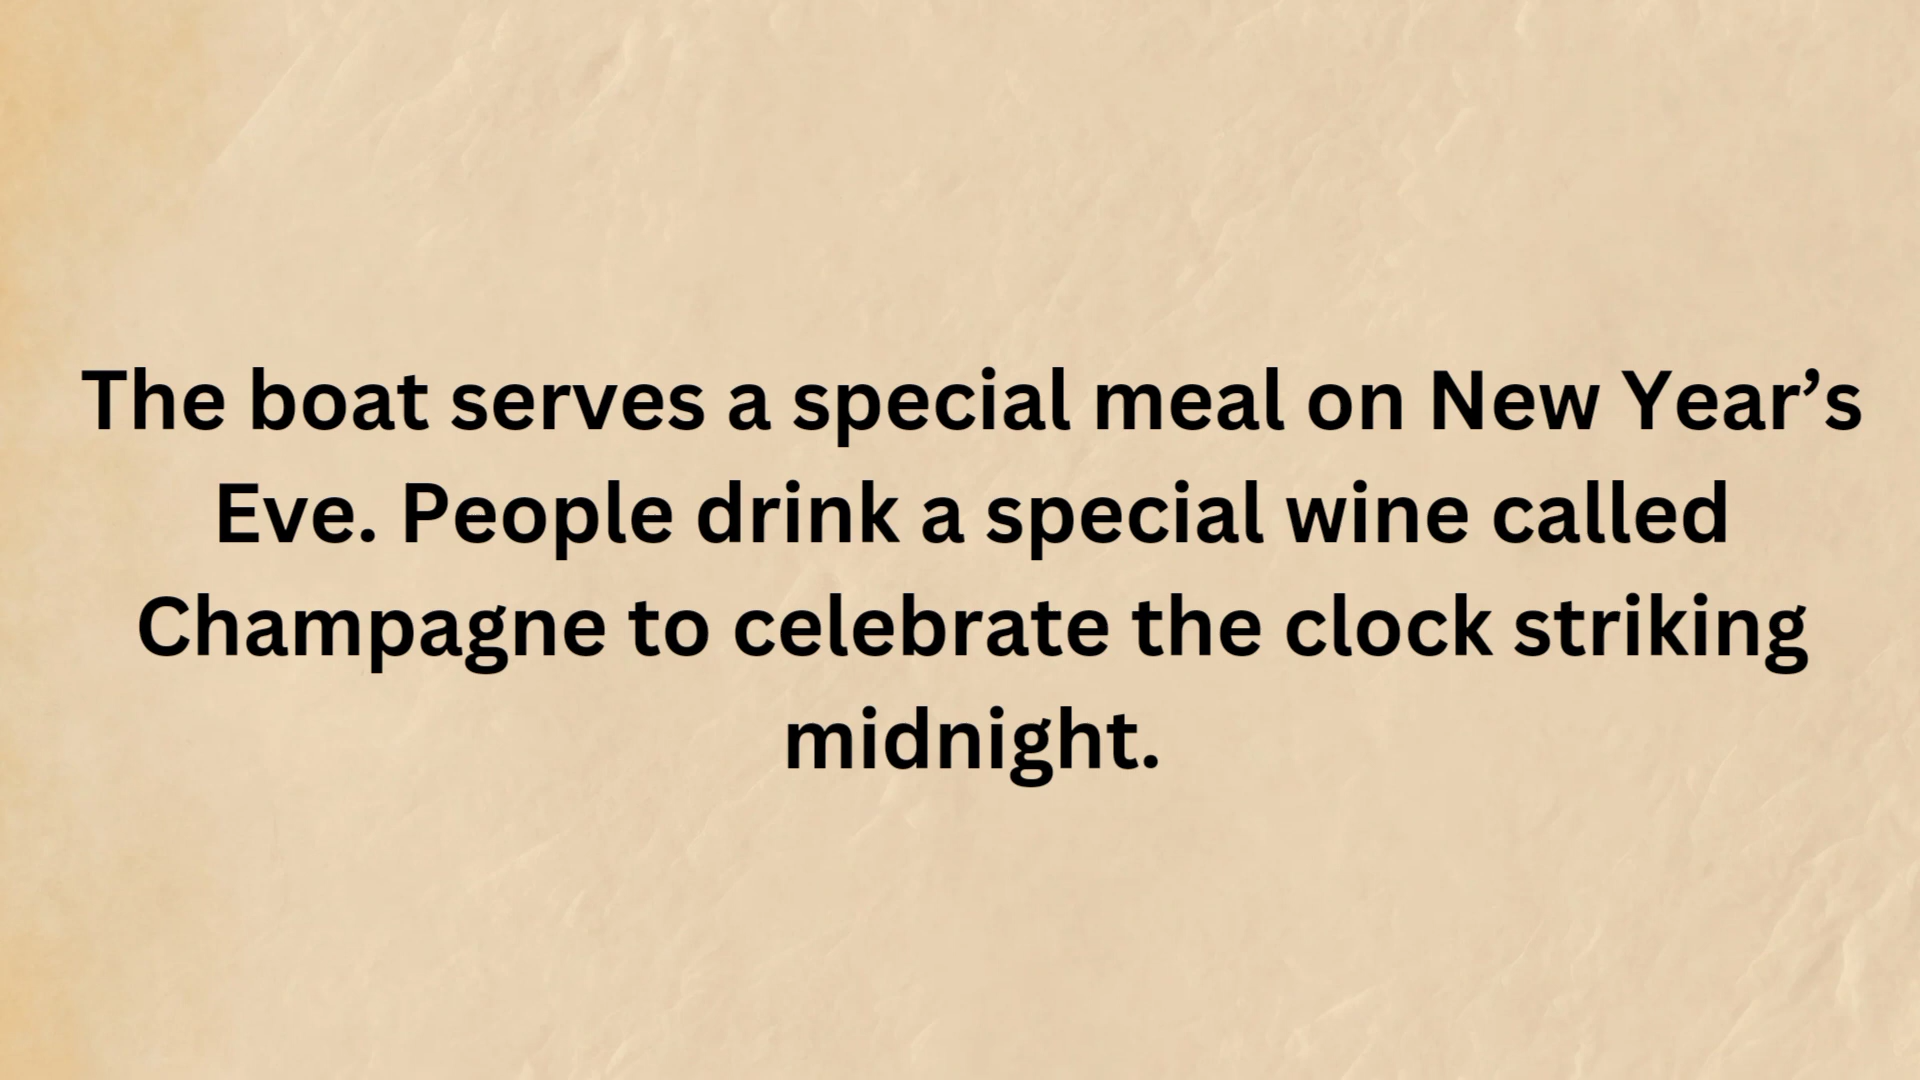 The boat serves a special meal on New Year’s
Eve. People drink a special wine called
Champagne to celebrate the clock striking
midnight.